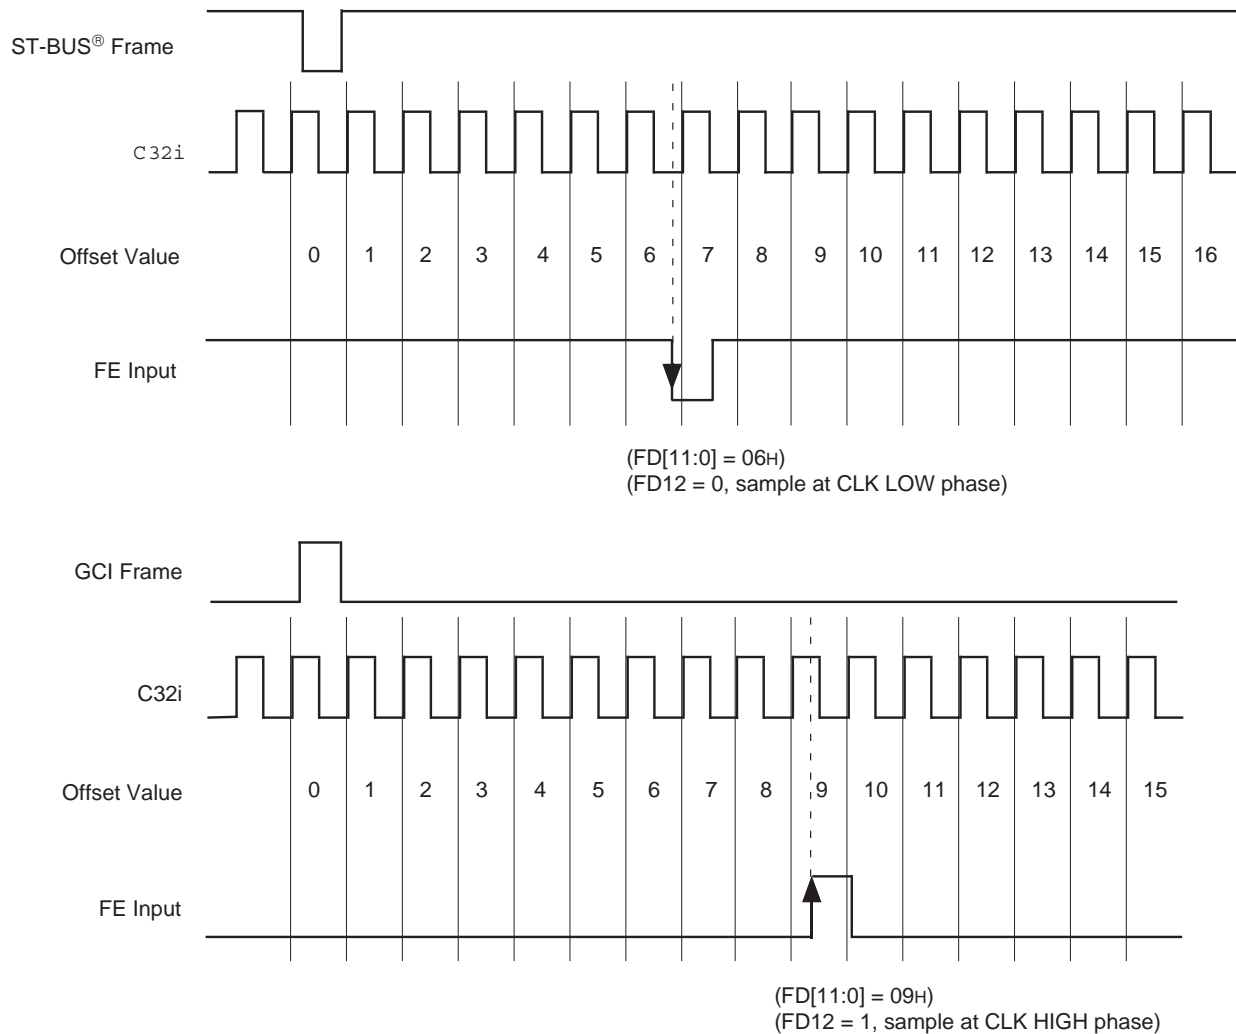 ST-BUS® Frame
C32i
Offset Value 0 1 2 3 4 5 6 7 8 9 10 11 12 13 14 15 16
FE Input
(FD[11:0] = 06H)
(FD12 = 0, sample at CLK LOW phase)
GCI Frame
C32i
Offset Value 0 1 2 3 4 5 6 7 8 9 10 11 12 13 14 15
FE Input
(FD[11:0] = 09H)
(FD12 = 1, sample at CLK HIGH phase)